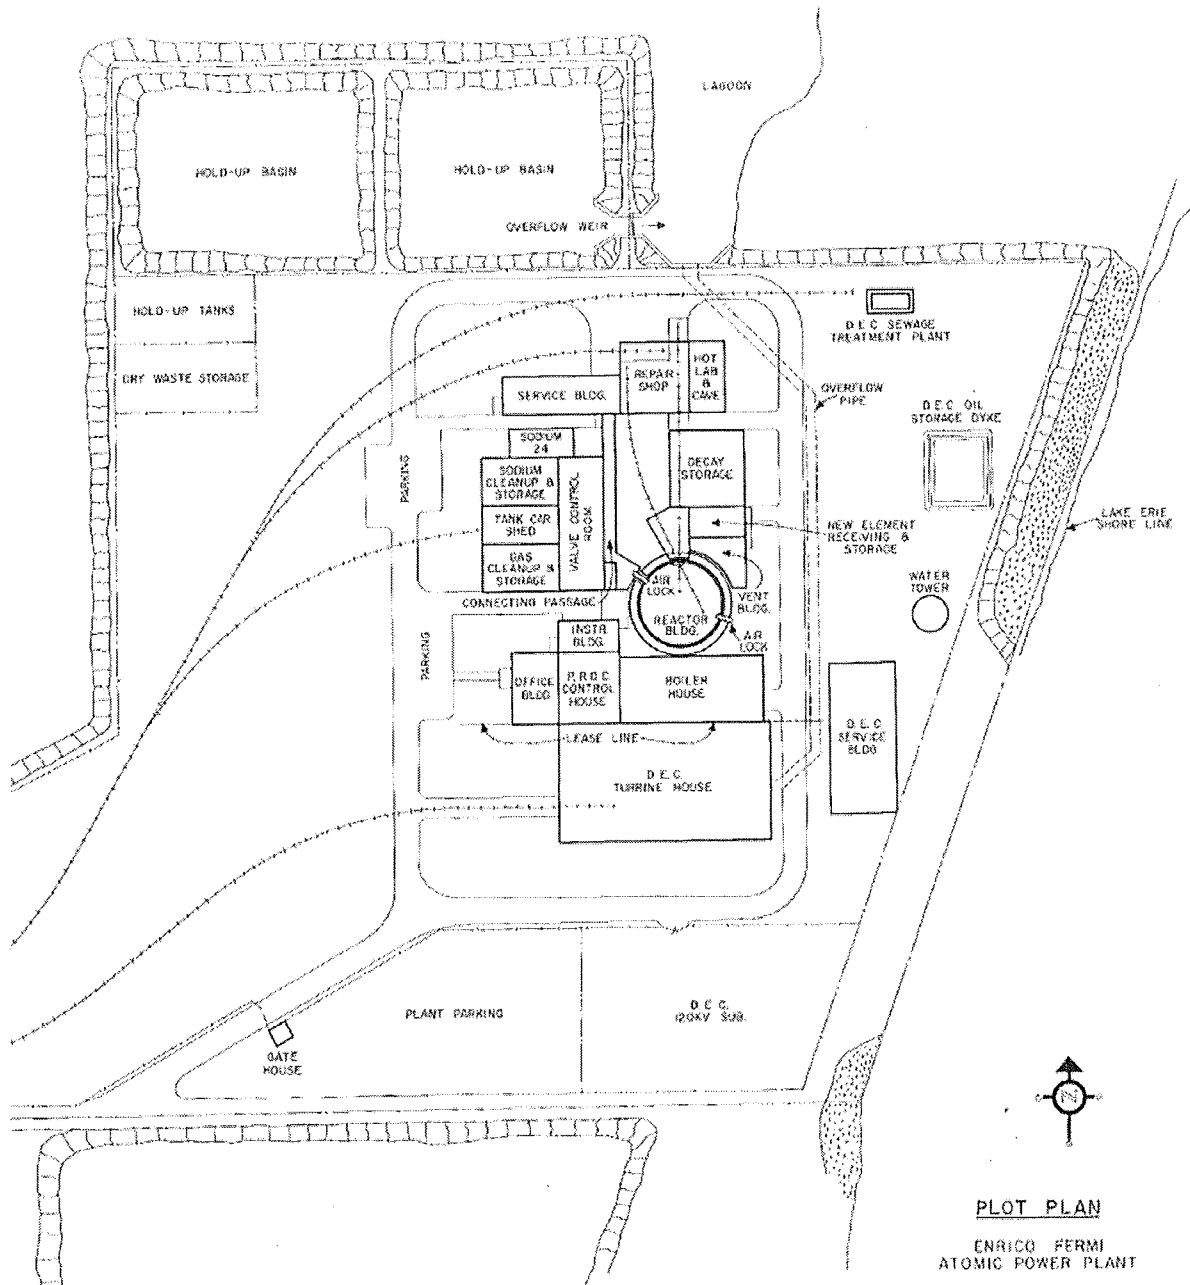 LAGOON
HOLD-UP BASIN
HOLD-UP BASIN
OVERFLOW WEIR
HOLD-UP TANKS
DRY WASTE STORAGE
D E C SEWAGE
TREATMENT PLANT
REPAIR
SHOP
HOT
LAB
&
CAVE
SERVICE BLDG.
OVERFLOW
PIPE
D E C OIL
STORAGE DYKE
PARKING
SODIUM
24
SODIUM
CLEANUP &
STORAGE
TANK CAR
SHED
GAS
CLEANUP &
STORAGE
VALVE CONTROL
ROOM
DECAY
STORAGE
NEW ELEMENT
RECEIVING &
STORAGE
LAKE ERIE
SHORE LINE
WATER
TOWER
CONNECTING PASSAGE
AIR
LOCK
REACTOR
BLDG.
VENT
BLDG.
AIR
LOCK
PARKING
INSTR.
BLDG.
OFFICE
BLDG
P.R.D.C.
CONTROL
HOUSE
BOILER
HOUSE
LEASE LINE
D. E. C.
SERVICE
BLDG
D E. C.
TURBINE HOUSE
PLANT PARKING
D E C.
120KV SUB.
GATE
HOUSE
N
PLOT PLAN
ENRICO FERMI
ATOMIC POWER PLANT